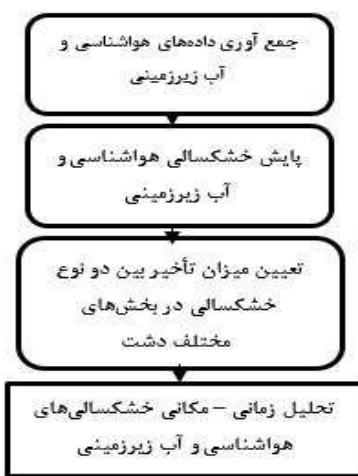 جمع آوری داده‌های هواشناسی و
آب زیرزمینی
پایش خشکسالی هواشناسی و
آب زیرزمینی
تعیین میزان تأخیر بین دو نوع
خشکسالی در بخش‌های
مختلف دشت
تحلیل زمانی – مکانی خشکسالی‌های
هواشناسی و آب زیرزمینی